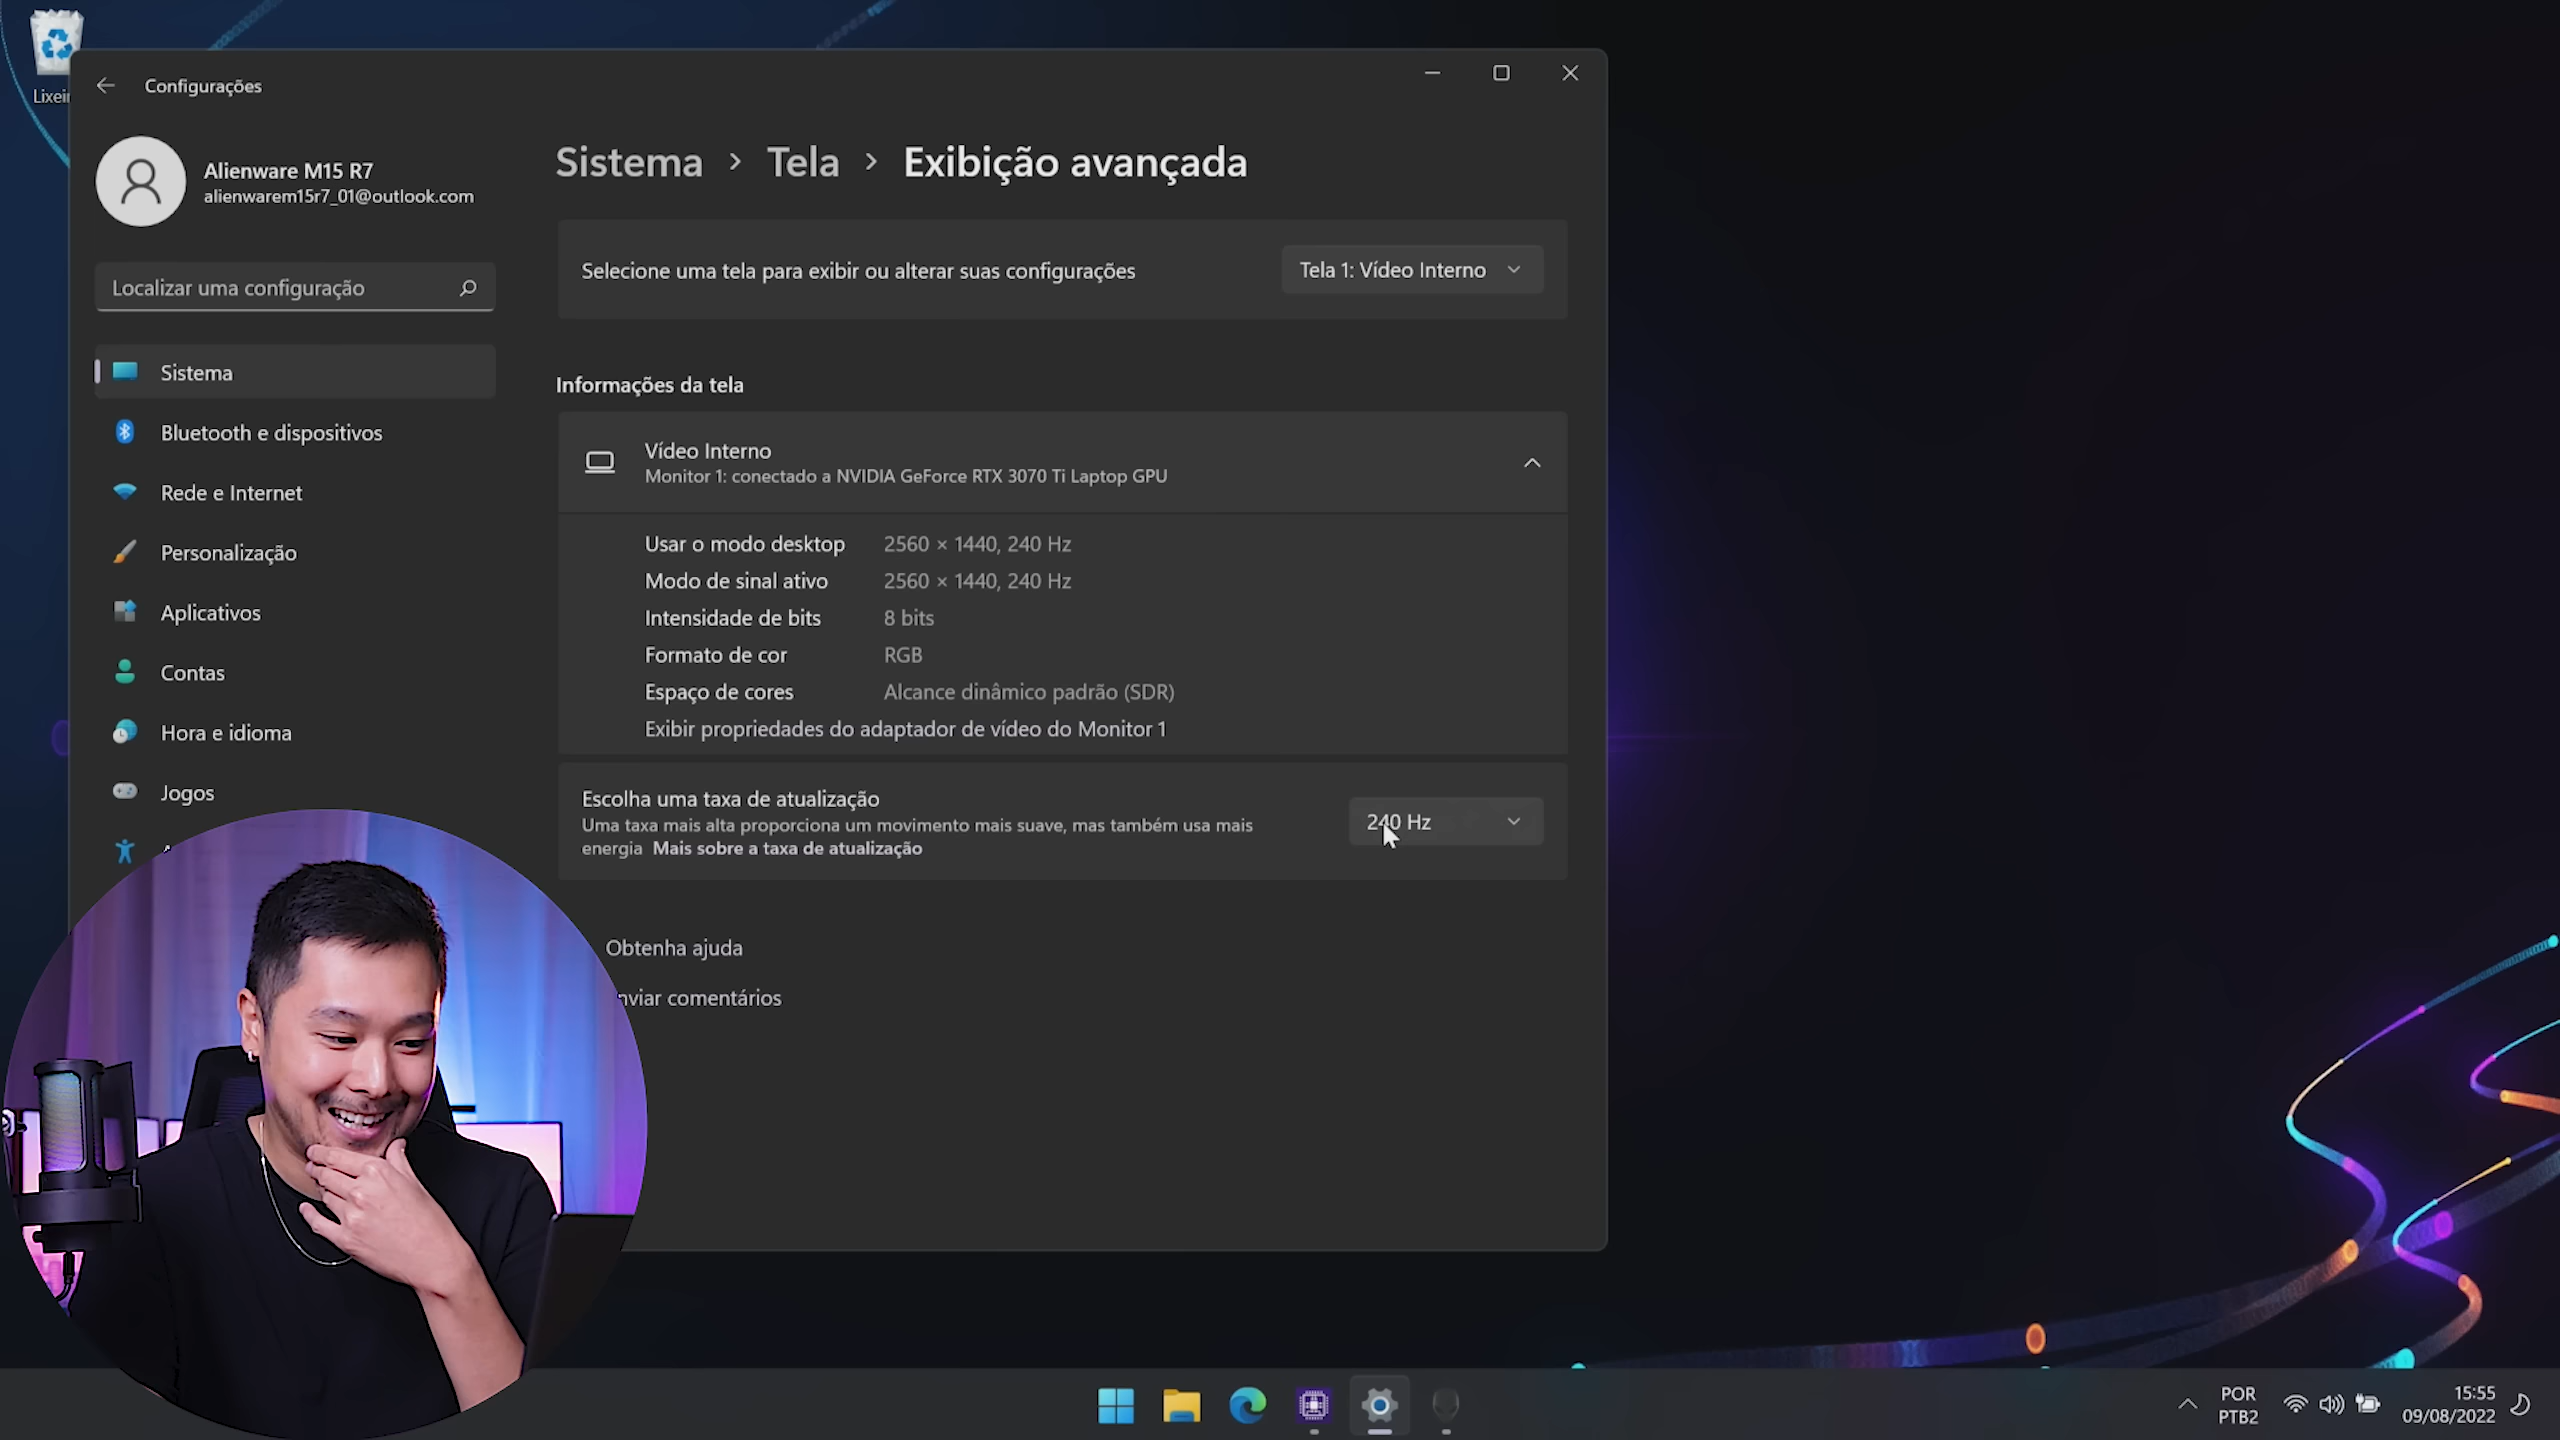 Configurações
Alienware M15 R7
alienwarem15r7_01@outlook.com
Localizar uma configuração
Sistema
Bluetooth e dispositivos
Rede e Internet
Personalização
Aplicativos
Contas
Hora e idioma
Jogos
Sistema > Tela > Exibição avançada
Selecione uma tela para exibir ou alterar suas configurações
Tela 1: Vídeo Interno
Informações da tela
Vídeo Interno
Monitor 1: conectado a NVIDIA GeForce RTX 3070 Ti Laptop GPU
Usar o modo desktop 2560 × 1440, 240 Hz
Modo de sinal ativo 2560 × 1440, 240 Hz
Intensidade de bits 8 bits
Formato de cor RGB
Espaço de cores Alcance dinâmico padrão (SDR)
Exibir propriedades do adaptador de vídeo do Monitor 1
Escolha uma taxa de atualização
Uma taxa mais alta proporciona um movimento mais suave, mas também usa mais
energia Mais sobre a taxa de atualização
240 Hz
Obtenha ajuda
nviar comentários
POR
PTB2
15:55
09/08/2022